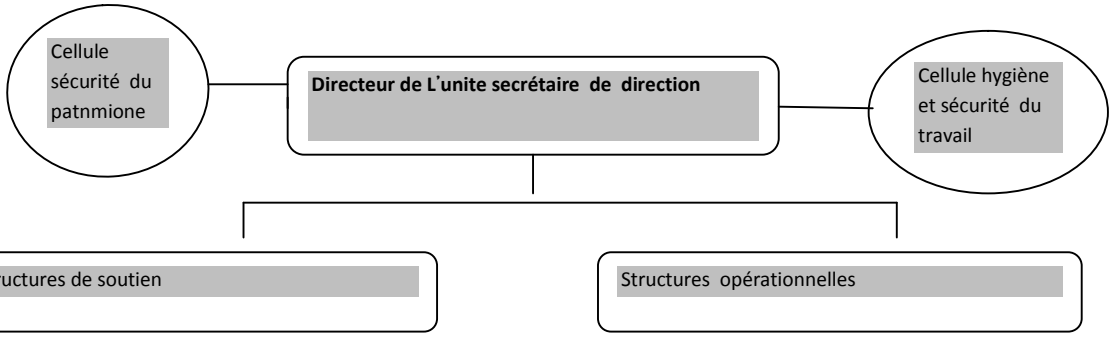 Cellule
sécurité du
patnmione
Directeur de L'unite secrétaire de direction
Cellule hygiène
et sécurité du
travail
ructures de soutien
Structures opérationnelles